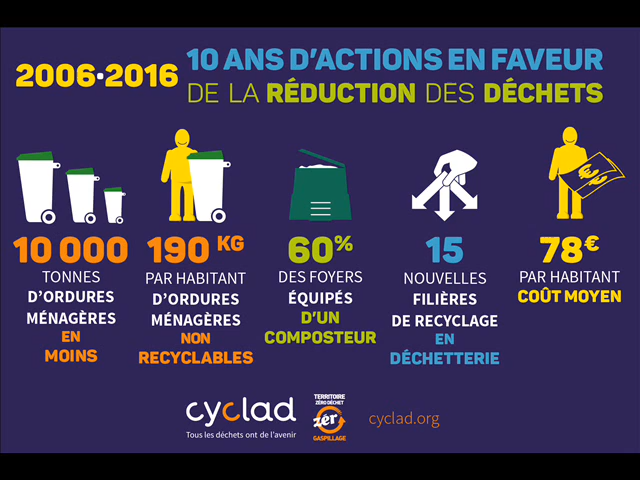 2006·2016
10 ANS D'ACTIONS EN FAVEUR
DE LA RÉDUCTION DES DÉCHETS
10 000
TONNES
D'ORDURES
MÉNAGÈRES
EN
MOINS
190 KG
PAR HABITANT
D'ORDURES
MÉNAGÈRES
NON
RECYCLABLES
60%
DES FOYERS
ÉQUIPÉS
D'UN
COMPOSTEUR
15
NOUVELLES
FILIÈRES
DE RECYCLAGE
EN
DÉCHETTERIE
€
€
78€
PAR HABITANT
COÛT MOYEN
cyclad
Tous les déchets ont de l'avenir
TERRITOIRE
ZÉRO DÉCHET
zér
GASPILLAGE
cyclad.org